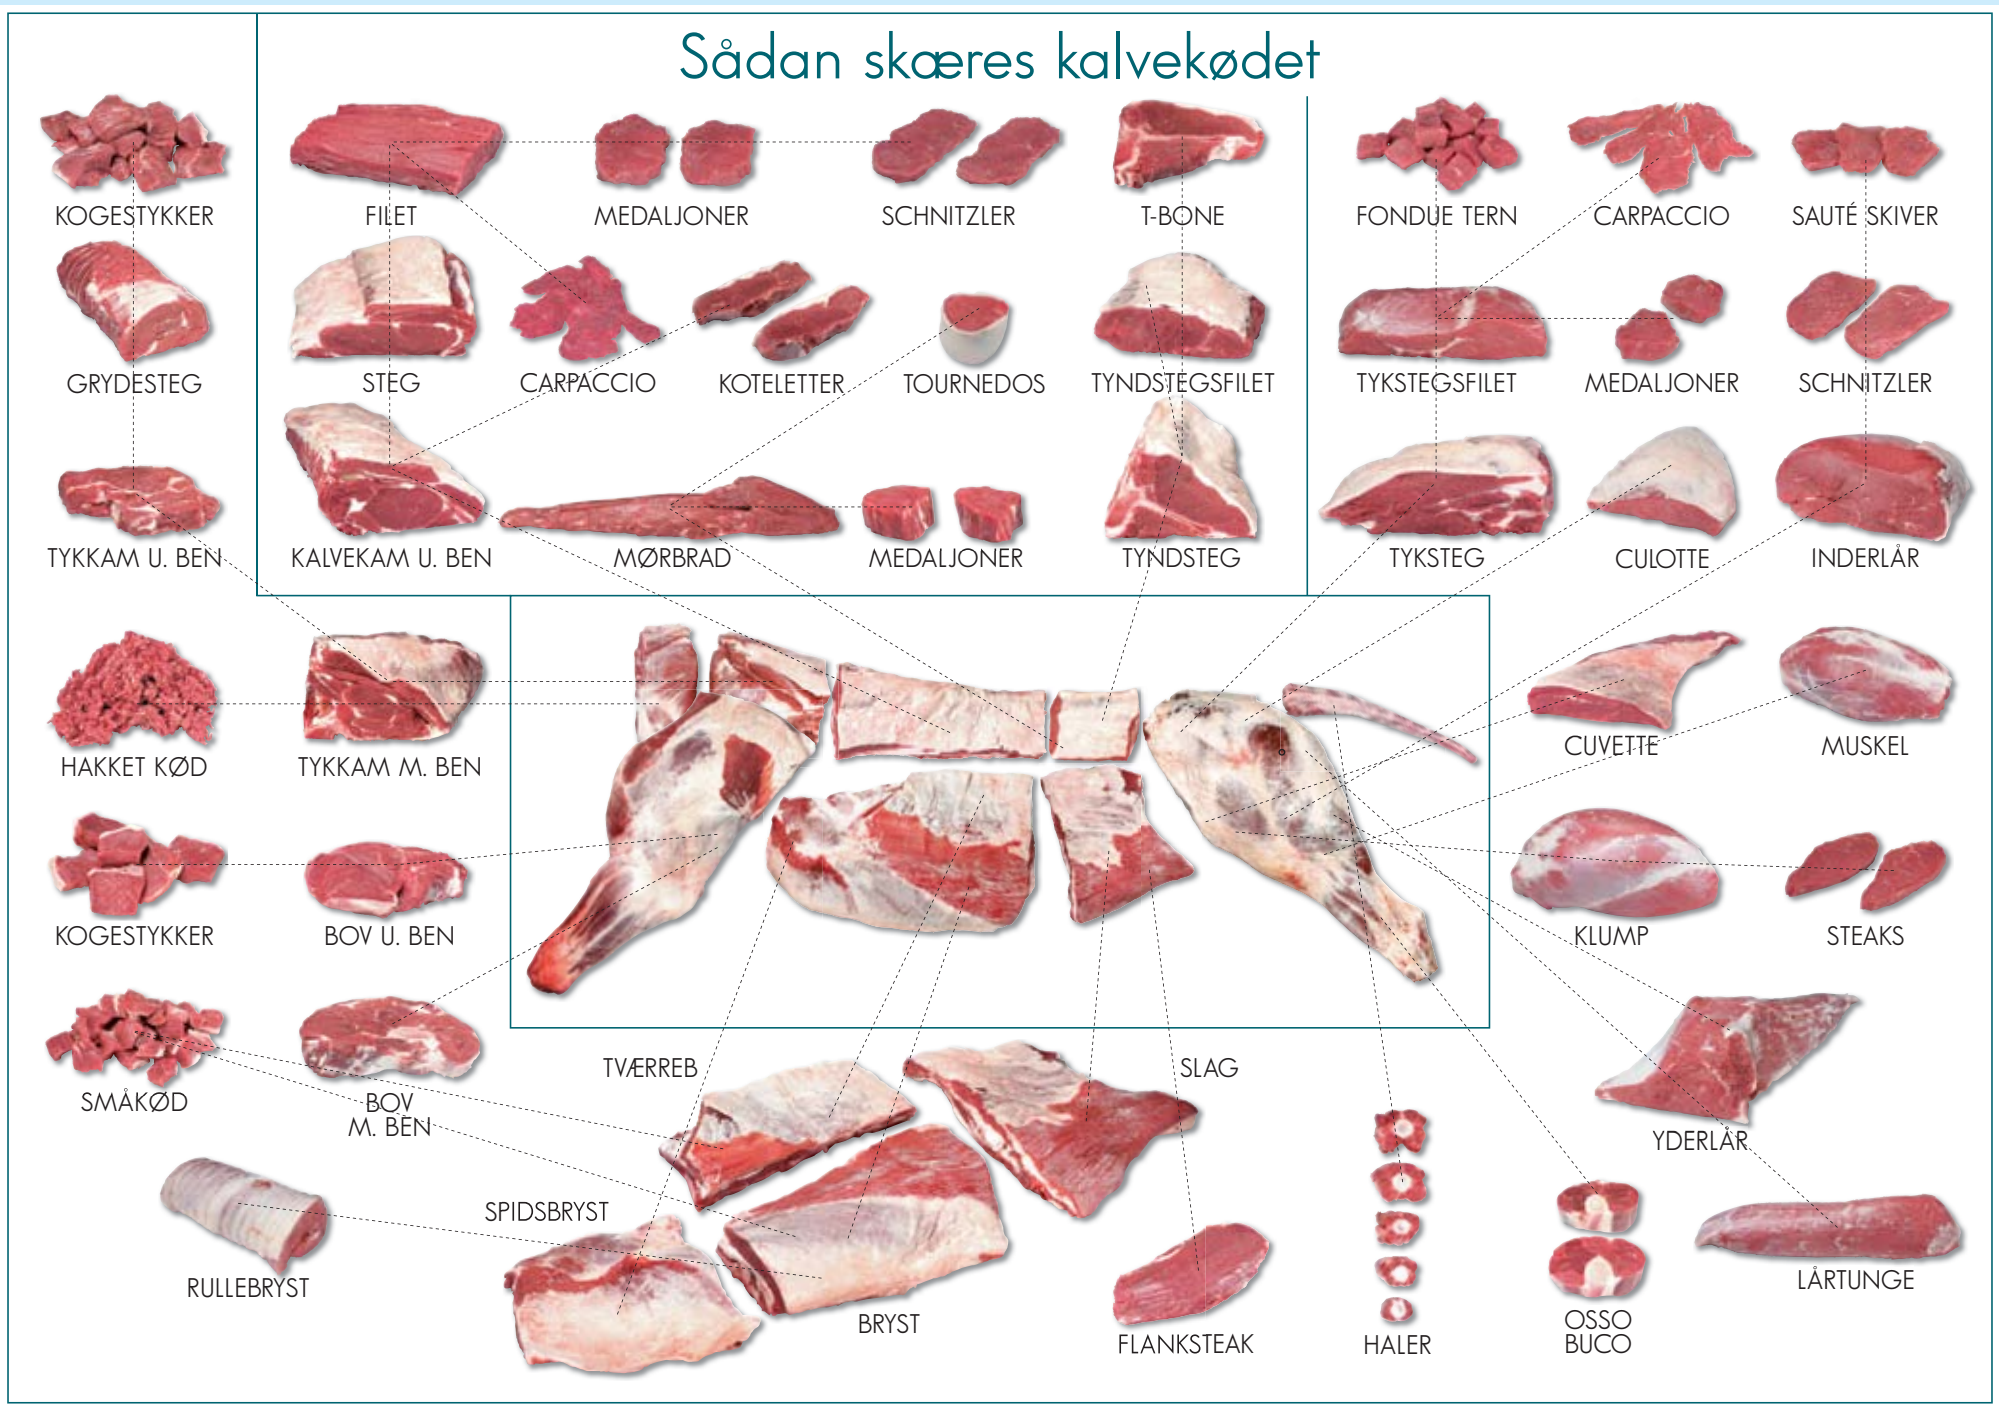 Sådan skæres kalvekødet
KOGESTYKKER
FILET
MEDALJONER
SCHNITZLER
T-BONE
FONDUE TERN
CARPACCIO
SAUTÉ SKIVER
GRYDESTEG
STEG
CARPACCIO
KOTELETTER
TOURNEDOS
TYNDSTEGSFILET
TYKSTEGSFILET
MEDALJONER
SCHNITZLER
TYKKAM U. BEN
KALVEKAM U. BEN
MØRBRAD
MEDALJONER
TYNDSTEG
TYKSTEG
CULOTTE
INDERLÅR
HAKKET KØD
TYKKAM M. BEN
CUVETTE
MUSKEL
KOGESTYKKER
BOV U. BEN
KLUMP
STEAKS
SMÅKØD
BOV
M. BEN
TVÆRREB
SLAG
YDERLÅR
RULLEBRYST
SPIDSBRYST
BRYST
FLANKSTEAK
HALER
OSSO
BUCO
LÅRTUNGE